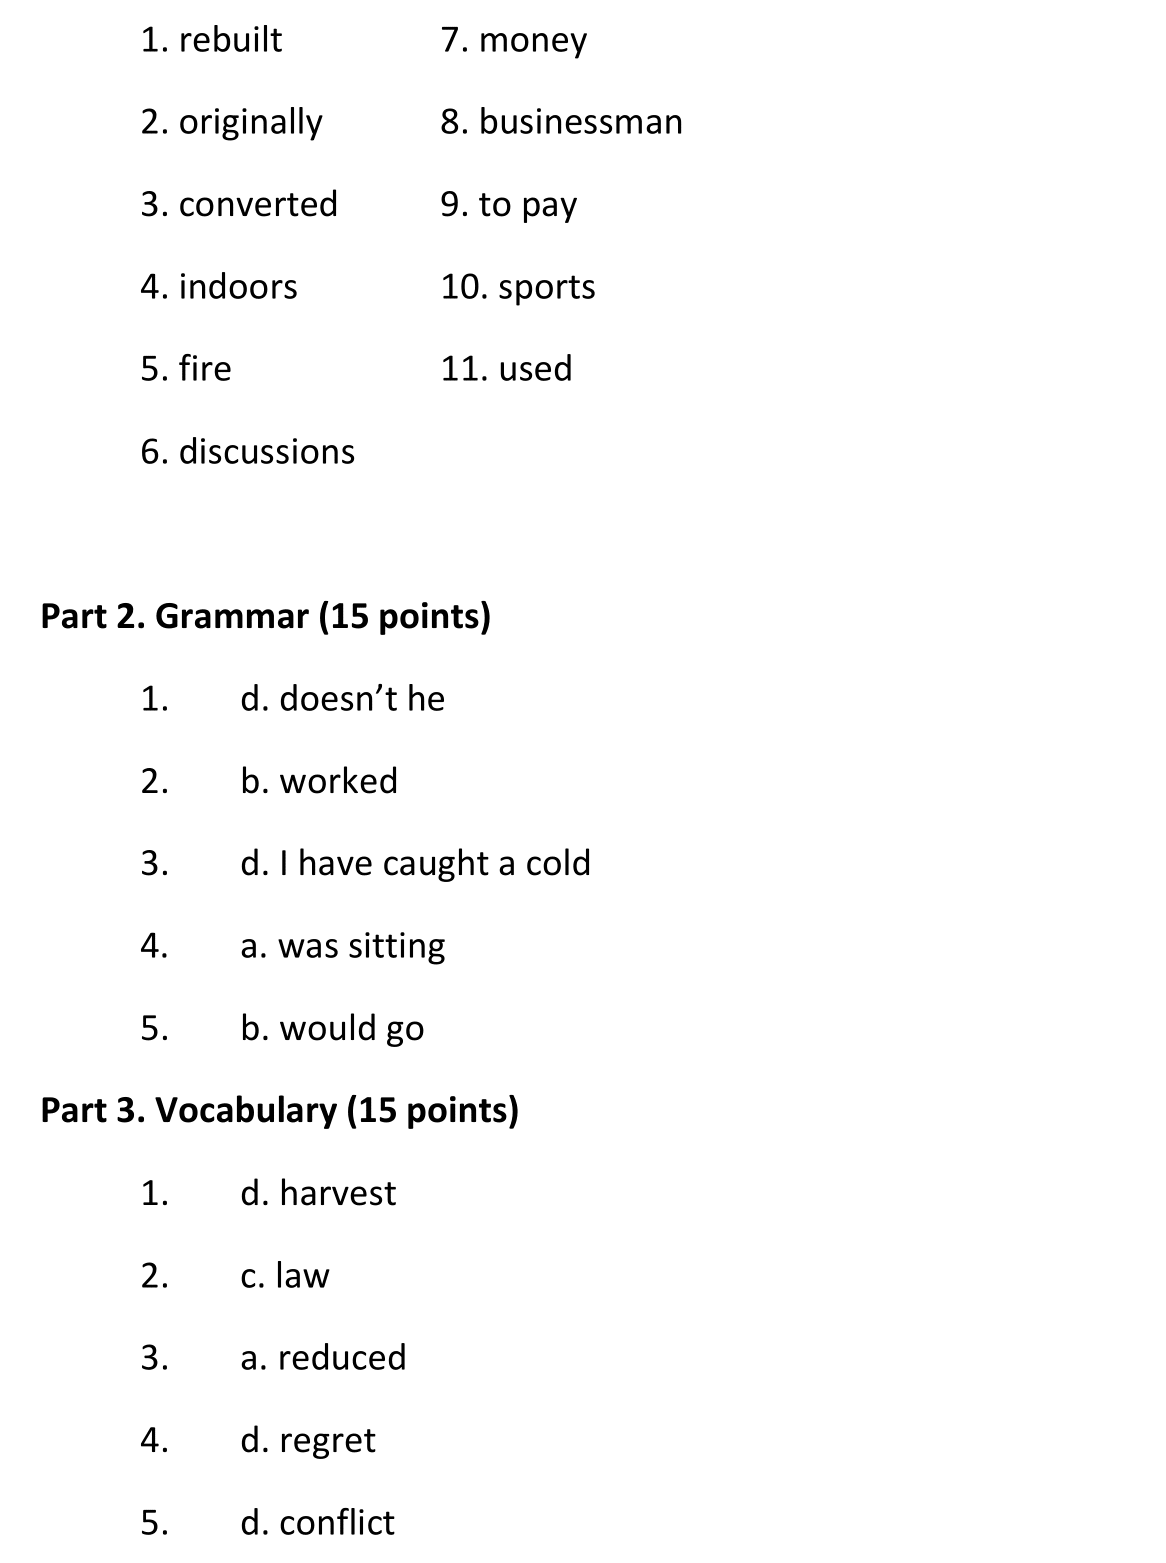 1. rebuilt 7. money
2. originally 8. businessman
3. converted 9. to pay
4. indoors 10. sports
5. fire 11. used
6. discussions
Part 2. Grammar (15 points)
1. d. doesn’t he
2. b. worked
3. d. I have caught a cold
4. a. was sitting
5. b. would go
Part 3. Vocabulary (15 points)
1. d. harvest
2. c. law
3. a. reduced
4. d. regret
5. d. conflict